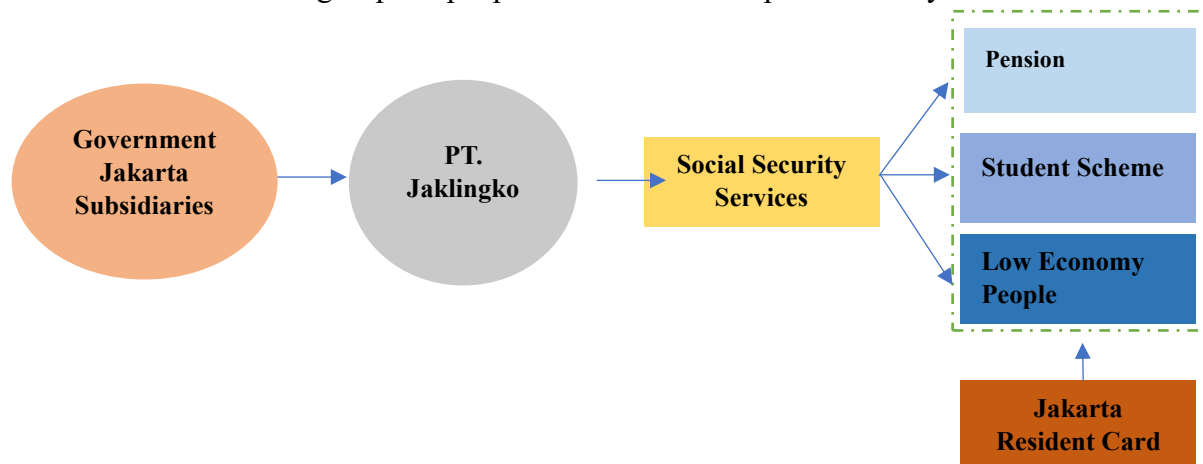 Pension
Government
Jakarta
Subsidiaries
PT.
Jaklingko
Social Security
Services
Student Scheme
Low Economy
People
Jakarta
Resident Card